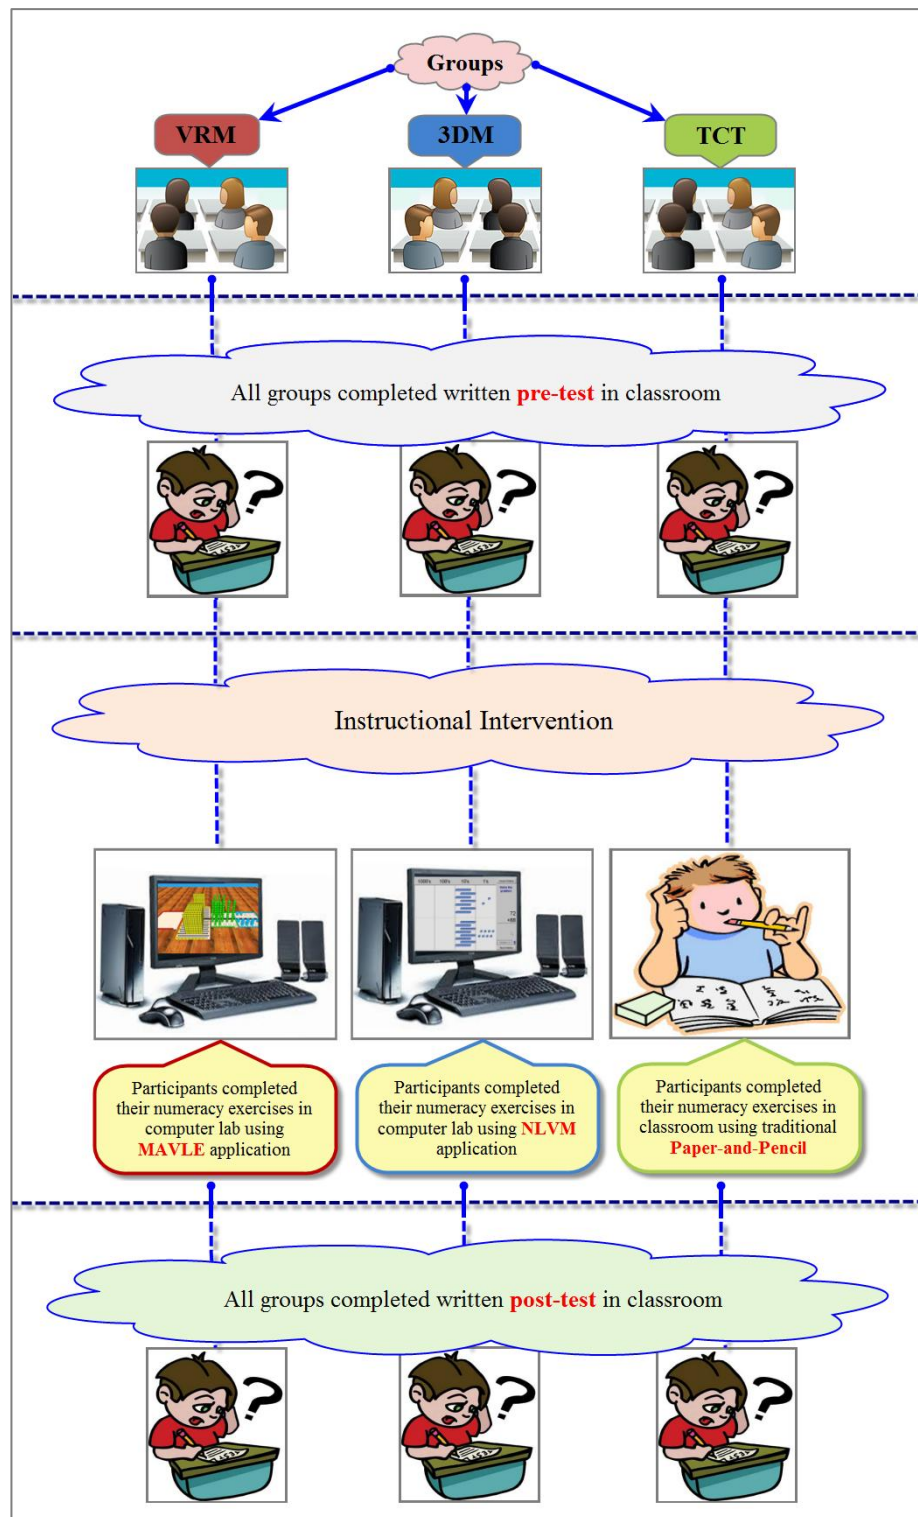 Groups
VRM
3DM
TCT
All groups completed written pre-test in classroom
Instructional Intervention
Participants completed
their numeracy exercises in
computer lab using
MAVLE application
Participants completed
their numeracy exercises in
computer lab using NLVM
application
Participants completed
their numeracy exercises in
classroom using traditional
Paper-and-Pencil
All groups completed written post-test in classroom